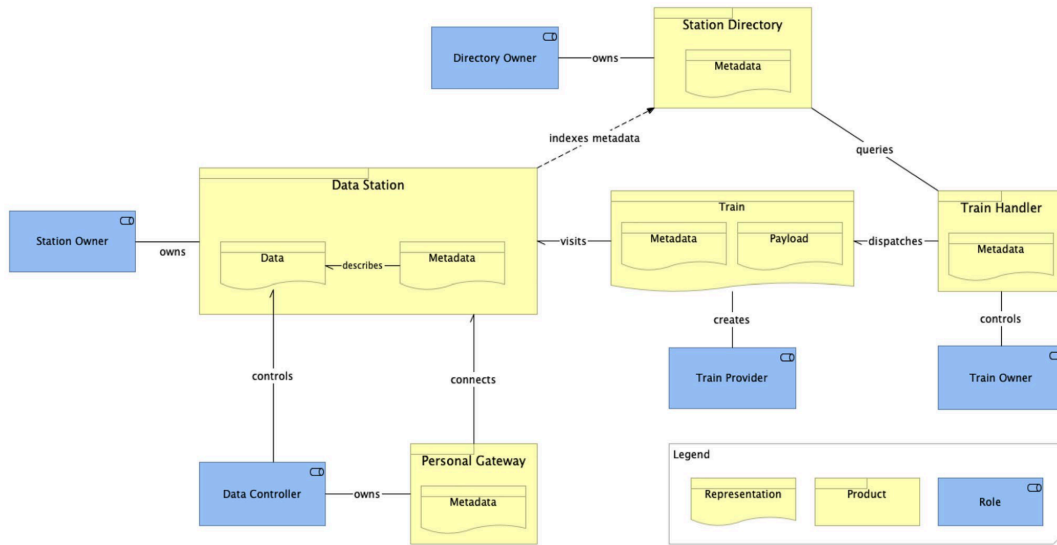 Station Directory
Metadata
Directory Owner
owns
indexes metadata
queries
Data Station
Data
describes
Metadata
Station Owner
owns
visits
Train
Metadata
Payload
dispatches
Train Handler
Metadata
controls
connects
creates
controls
Train Provider
Train Owner
Data Controller
owns
Personal Gateway
Metadata
Legend
Representation
Product
Role